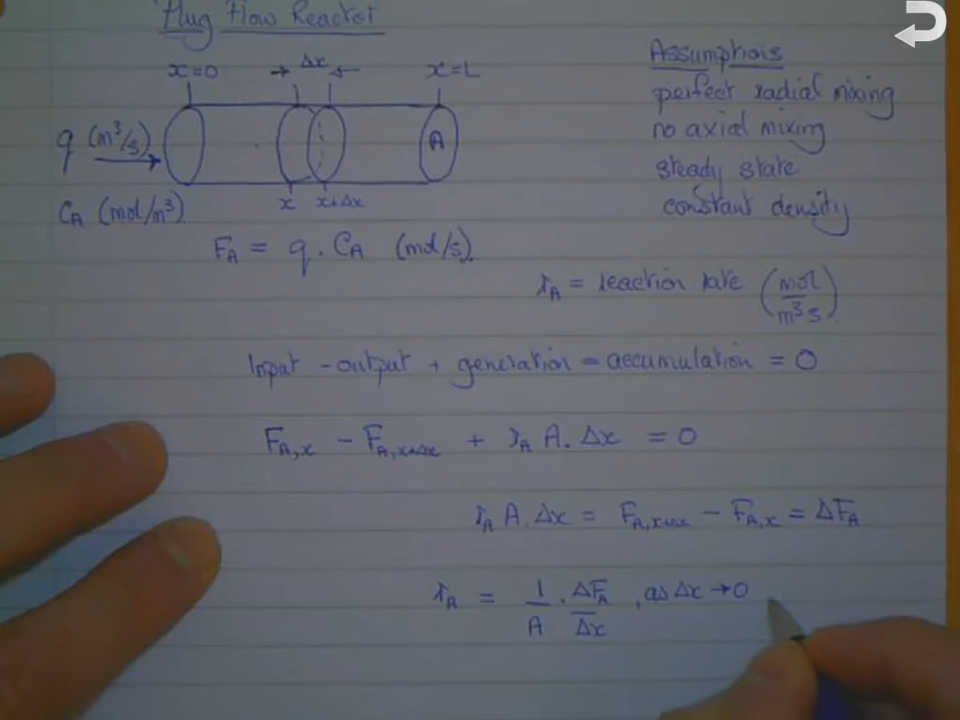 Plug Flow Reactor
Δx
x=0
x=L
Assumptions
perfect radial mixing
q (m³/s)
A
no axial mixing
steady state
x
x+Δx
C_A (mol/m³)
constant density
F_A = q . C_A (mol/s)
r_A = reaction rate (mol/m³s)
Input - output + generation = accumulation = 0
F_A,x - F_A,x+Δx + r_A A . Δx = 0
r_A A . Δx = F_A,x+Δx - F_A,x = ΔF_A
r_A = 1/A . ΔF_A/Δx , as Δx → 0